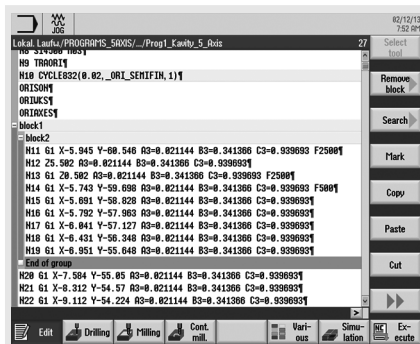 JOG
02/12/13
7:52 AM
Lokal. Laufw/PROGRAMS_5AXIS/.../Prog1_Kavity_5_Axis 27
Select tool
N8 S14500 M03¶
N9 TRAORI¶
N10 CYCLE832(0.02,_ORI_SEMIFIN,1)¶
Remove block
ORISON¶
ORIWKS¶
ORIAXES¶
Search
block1
block2
N11 G1 X-5.945 Y-60.546 A3=0.021144 B3=0.341366 C3=0.939693 F2500¶
Mark
N12 Z5.502 A3=0.021144 B3=0.341366 C3=0.939693¶
N13 G1 Z0.502 A3=0.021144 B3=0.341366 C3=0.939693 F2500¶
N14 G1 X-5.743 Y-59.698 A3=0.021144 B3=0.341366 C3=0.939693 F500¶
Copy
N15 G1 X-5.691 Y-58.828 A3=0.021144 B3=0.341366 C3=0.939693¶
N16 G1 X-5.792 Y-57.963 A3=0.021144 B3=0.341366 C3=0.939693¶
N17 G1 X-6.041 Y-57.127 A3=0.021144 B3=0.341366 C3=0.939693¶
Paste
N18 G1 X-6.431 Y-56.348 A3=0.021144 B3=0.341366 C3=0.939693¶
N19 G1 X-6.951 Y-55.648 A3=0.021144 B3=0.341366 C3=0.939693¶
End of group
Cut
N20 G1 X-7.584 Y-55.05 A3=0.021144 B3=0.341366 C3=0.939693¶
N21 G1 X-8.312 Y-54.57 A3=0.021144 B3=0.341366 C3=0.939693¶
N22 G1 X-9.112 Y-54.224 A3=0.021144 B3=0.341366 C3=0.939693¶
Edit
Drilling
Milling
Cont. mill.
Vari- ous
Simu- lation
NC Ex- ecute